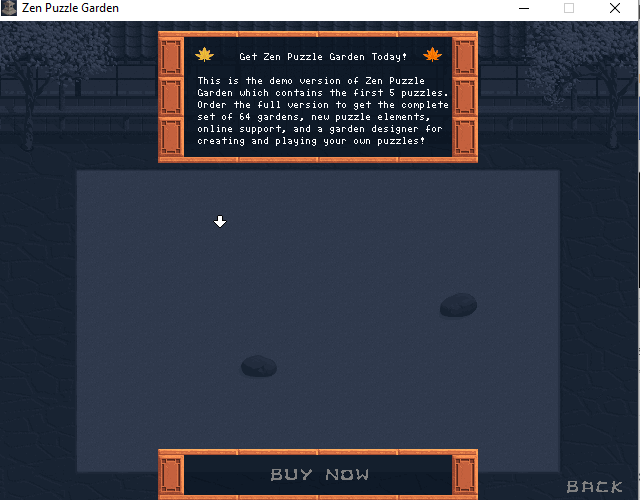 Zen Puzzle Garden
Get Zen Puzzle Garden Today!
This is the demo version of Zen Puzzle
Garden which contains the first 5 puzzles.
Order the full version to get the complete
set of 64 gardens, new puzzle elements,
online support, and a garden designer for
creating and playing your own puzzles!
BUY NOW
BACK